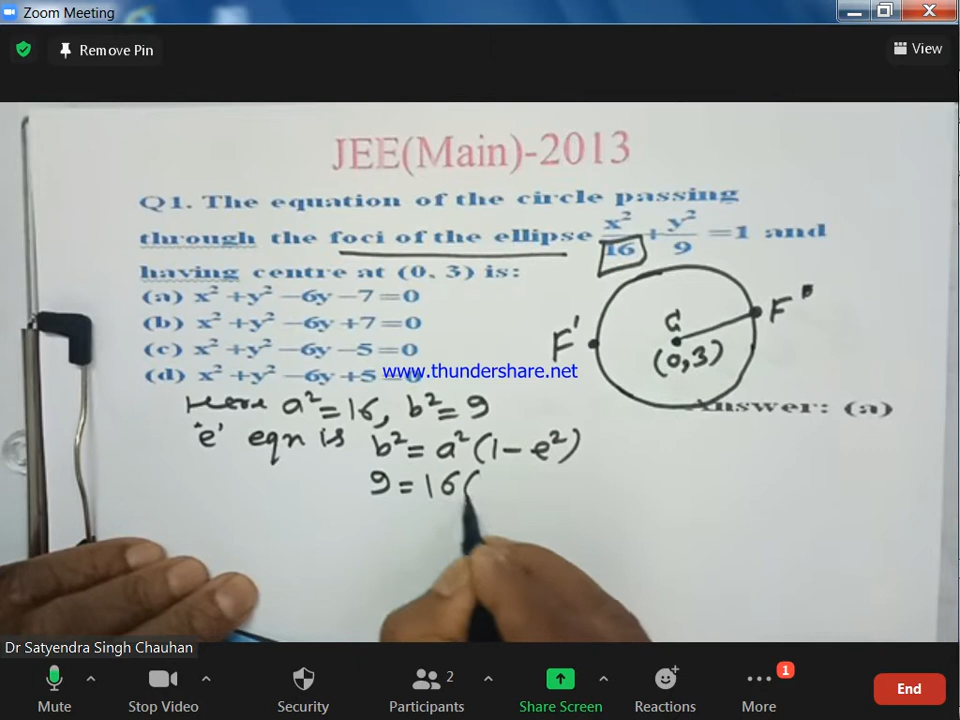 Zoom Meeting
Remove Pin
View
JEE(Main)-2013
Q1. The equation of the circle passing
through the foci of the ellipse x²/16 + y²/9 = 1 and
having centre at (0, 3) is:
(a) x² + y² − 6y − 7 = 0
(b) x² + y² − 6y + 7 = 0
(c) x² + y² − 6y − 5 = 0
(d) x² + y² − 6y + 5 = 0
www.thundershare.net
F'
C
(0,3)
F
Answer: (a)
Here a² = 16, b² = 9
'e' eqn is b² = a² (1 − e²)
9 = 16 (
Dr Satyendra Singh Chauhan
Mute
Stop Video
Security
2
Participants
Share Screen
Reactions
1
More
End